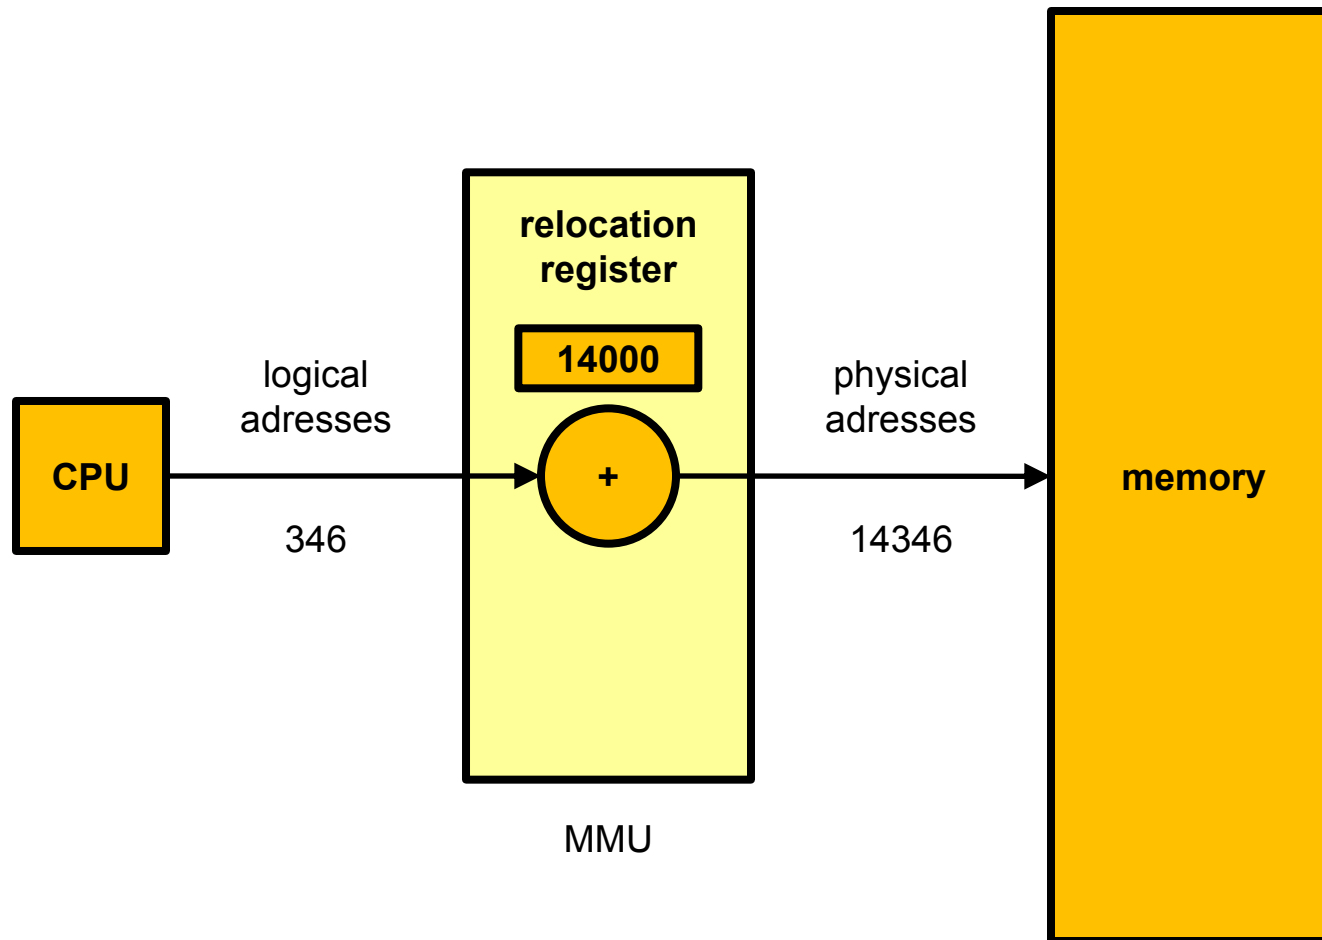 relocation
register
14000
logical
adresses
physical
adresses
CPU
+
memory
346
14346
MMU